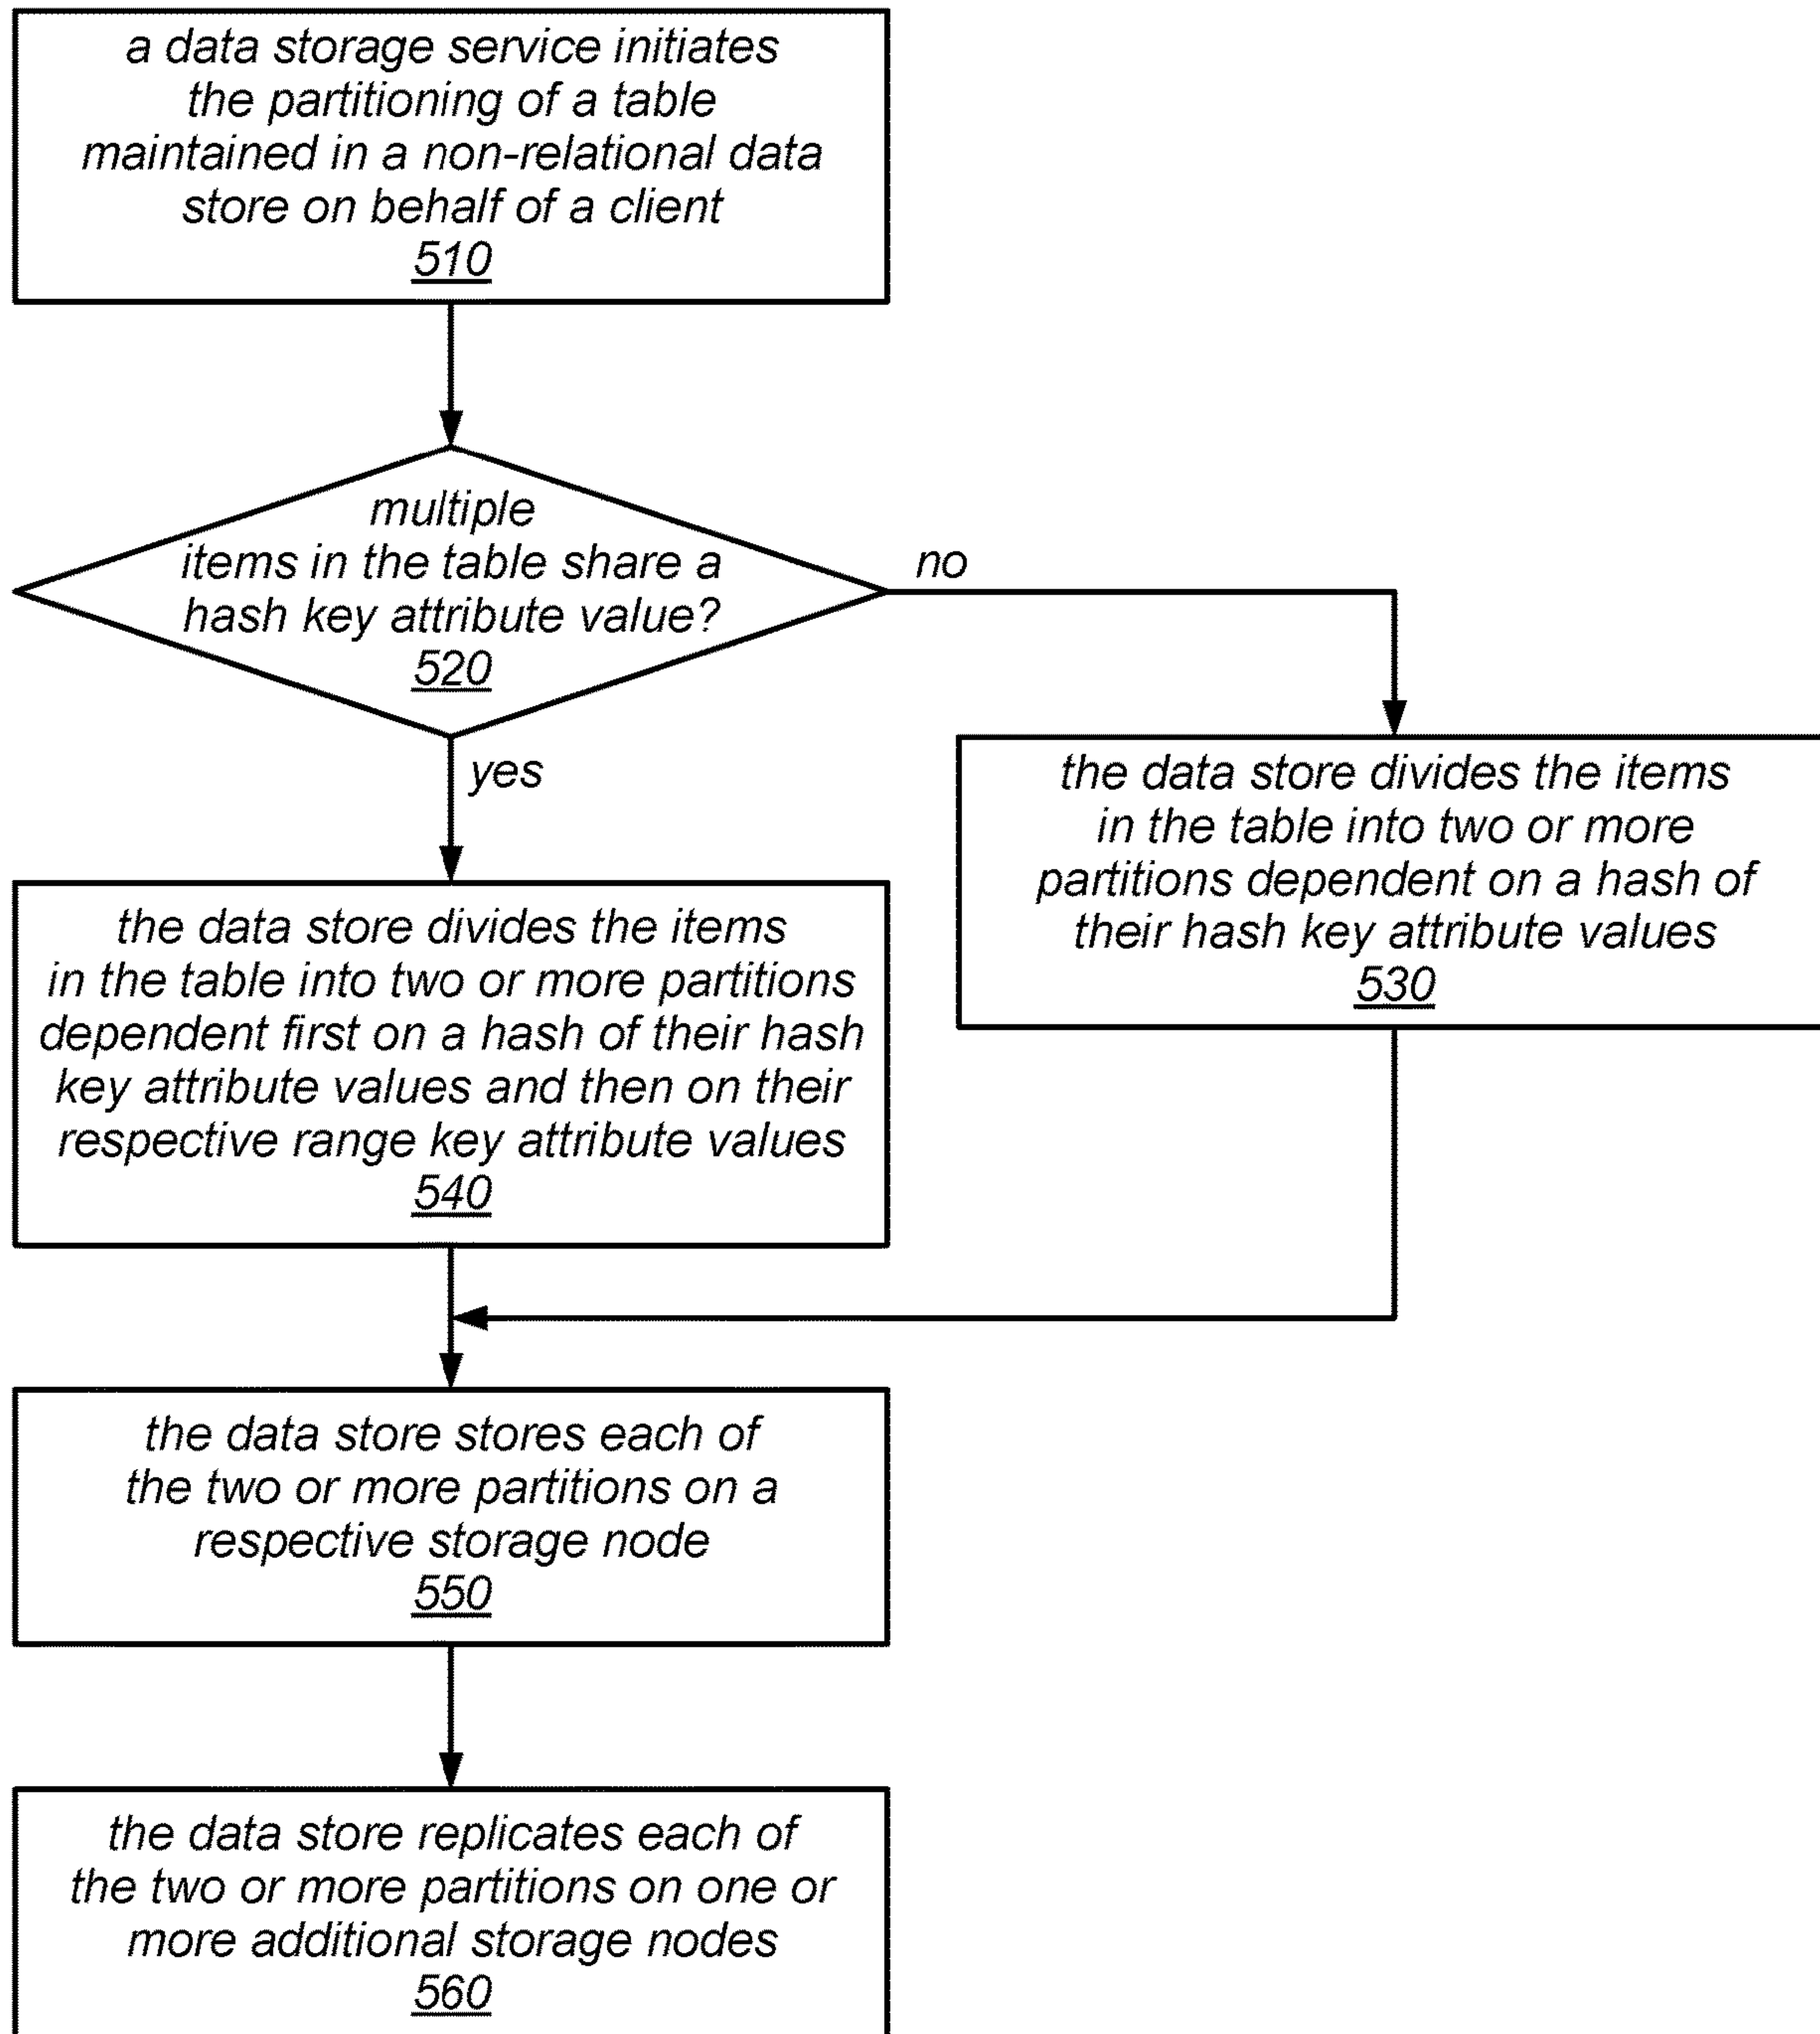 a data storage service initiates
the partitioning of a table
maintained in a non-relational data
store on behalf of a client
510
multiple
items in the table share a
hash key attribute value?
520
no
yes
the data store divides the items
in the table into two or more
partitions dependent on a hash of
their hash key attribute values
530
the data store divides the items
in the table into two or more partitions
dependent first on a hash of their hash
key attribute values and then on their
respective range key attribute values
540
the data store stores each of
the two or more partitions on a
respective storage node
550
the data store replicates each of
the two or more partitions on one or
more additional storage nodes
560